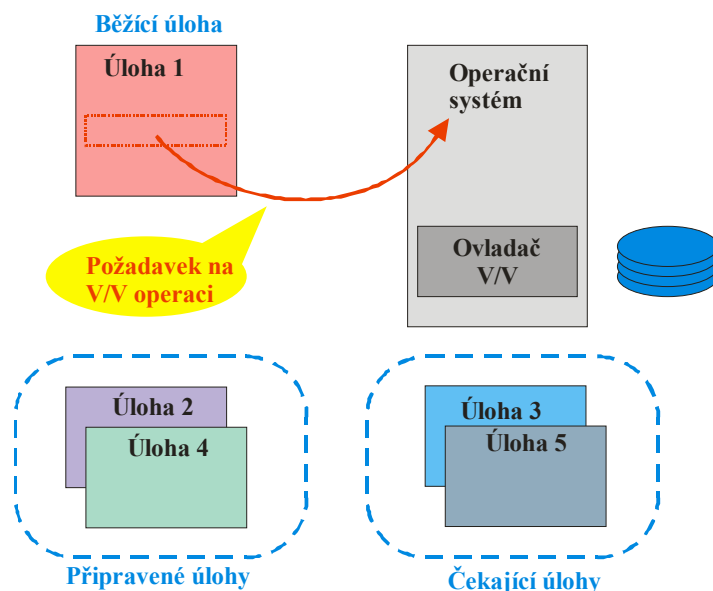 Běžící úloha
Úloha 1
Operační
systém
Požadavek na
V/V operaci
Ovladač
V/V
Úloha 2
Úloha 4
Úloha 3
Úloha 5
Připravené úlohy
Čekající úlohy